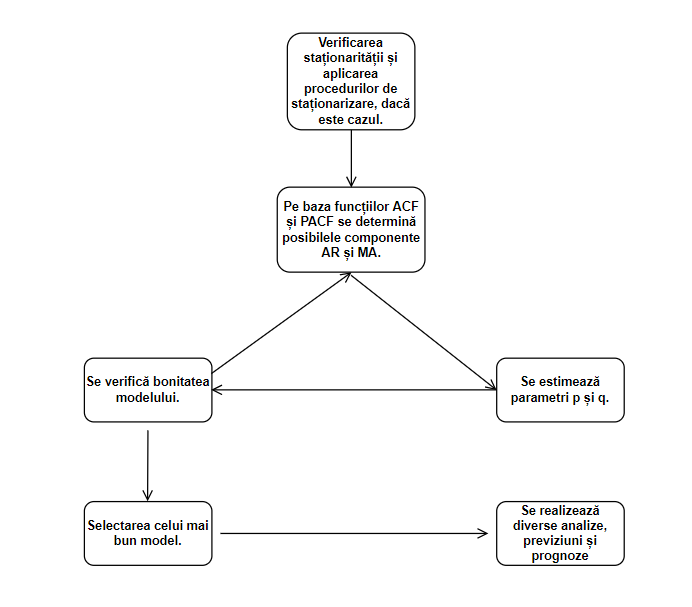 Verificarea
staționarității și
aplicarea
procedurilor de
staționarizare, dacă
este cazul.
Pe baza funcțiilor ACF
și PACF se determină
posibilele componente
AR și MA.
Se verifică bonitatea
modelului.
Se estimează
parametri p și q.
Selectarea celui mai
bun model.
Se realizează
diverse analize,
previziuni și
prognoze